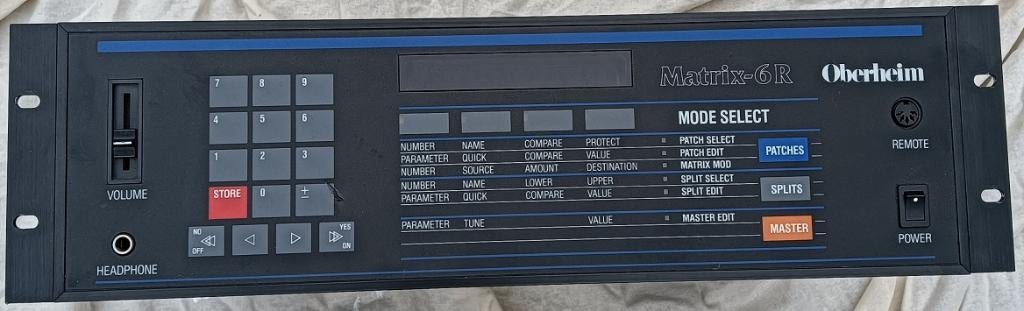 Matrix-6R Oberheim
7 8 9
4 5 6
1 2 3
STORE 0 ±
NO
OFF
YES
ON
VOLUME
HEADPHONE
MODE SELECT
NUMBER NAME COMPARE PROTECT PATCH SELECT
PARAMETER QUICK COMPARE VALUE PATCH EDIT
NUMBER SOURCE AMOUNT DESTINATION MATRIX MOD
PATCHES
NUMBER NAME LOWER UPPER SPLIT SELECT
PARAMETER QUICK COMPARE VALUE SPLIT EDIT
SPLITS
PARAMETER TUNE VALUE MASTER EDIT
MASTER
REMOTE
POWER